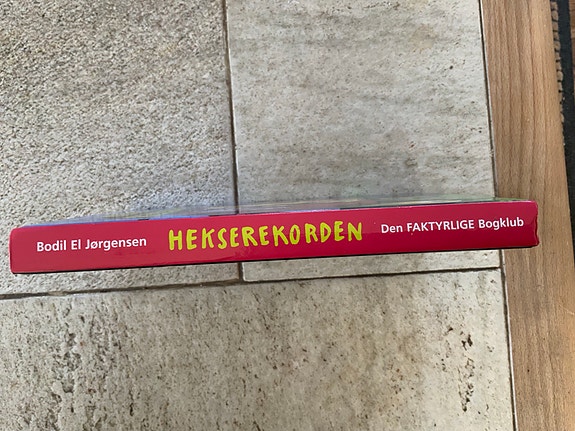 Bodil El Jørgensen HEKSEREKORDEN Den FAKTYRLIGE Bogklub